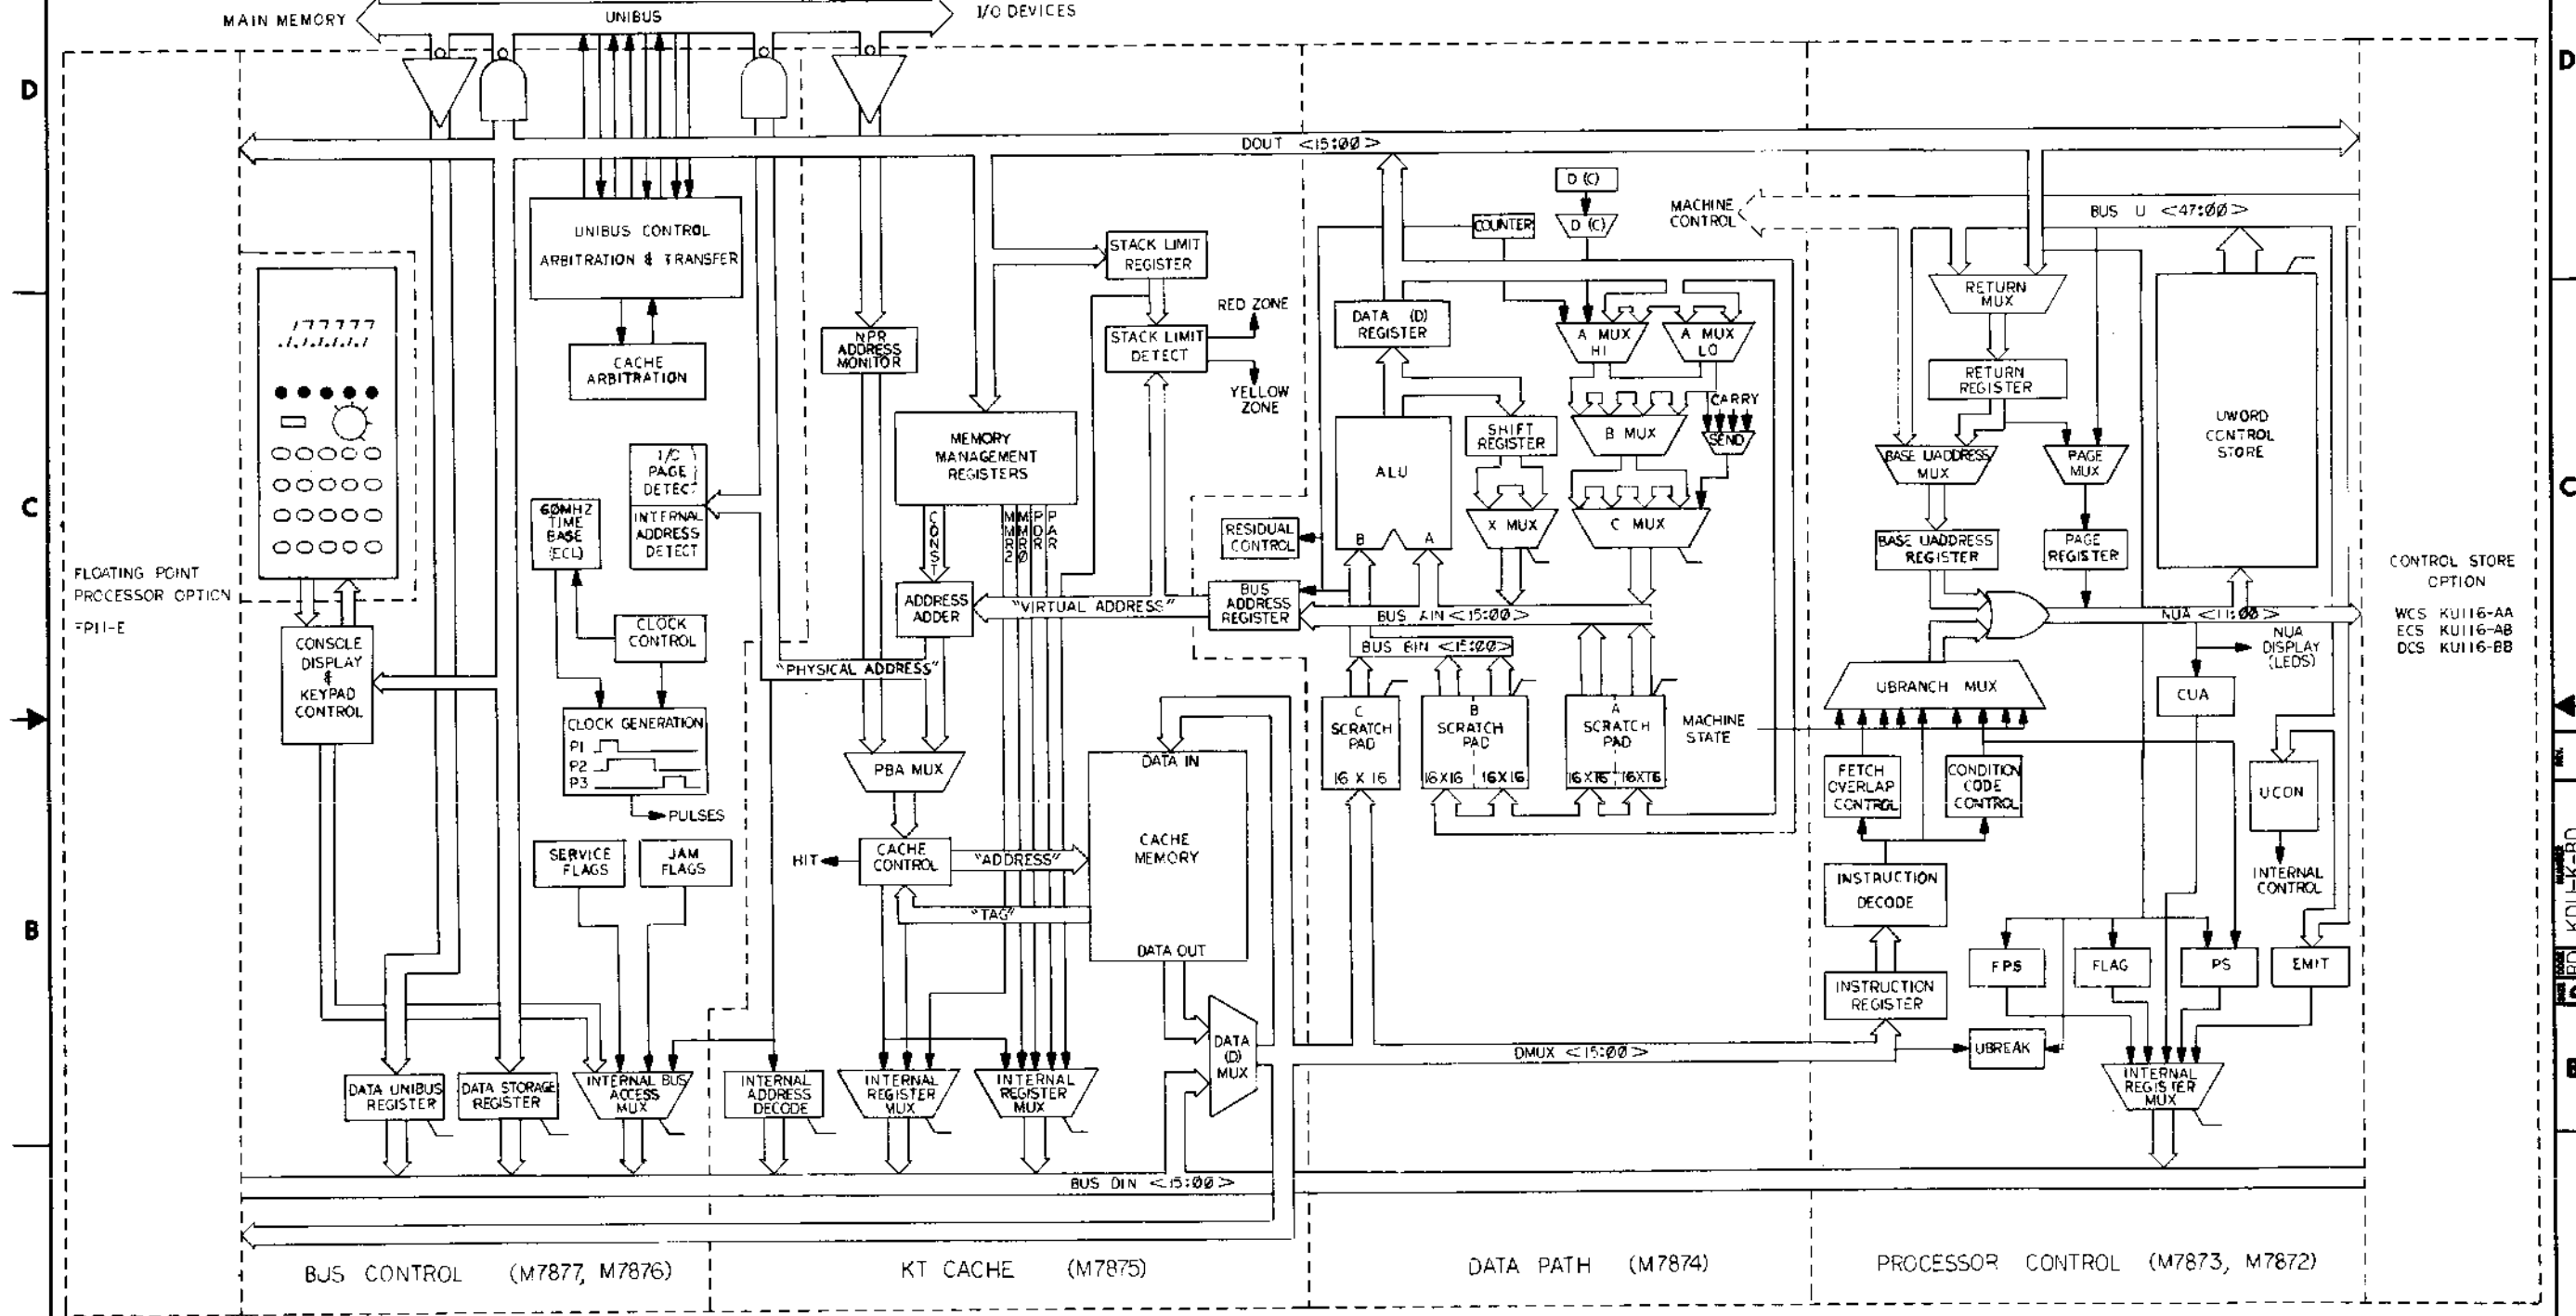 MAIN MEMORY
UNIBUS
I/O DEVICES
D
D
DOUT <15:00>
D (C)
D (C)
COUNTER
MACHINE
CONTROL
BUS U <47:00>
UNIBUS CONTROL
ARBITRATION & TRANSFER
STACK LIMIT
REGISTER
RED ZONE
STACK LIMIT
DETECT
YELLOW
ZONE
NPR
ADDRESS
MONITOR
CACHE
ARBITRATION
DATA (D)
REGISTER
A MUX
HI
A MUX
LO
RETURN
MUX
RETURN
REGISTER
CARRY
SEND
B MUX
SHIFT
REGISTER
ALU
B
A
X MUX
C MUX
BASE UADDRESS
MUX
PAGE
MUX
UWORD
CONTROL
STORE
C
C
MEMORY
MANAGEMENT
REGISTERS
CONST
MMR2
MMR0
PDR
PAR
I/O
PAGE
DETECT
INTERNAL
ADDRESS
DETECT
60MHZ
TIME
BASE
(ECL)
RESIDUAL
CONTROL
BASE UADDRESS
REGISTER
PAGE
REGISTER
FLOATING POINT
PROCESSOR OPTION
FP11-E
CONTROL STORE
OPTION
WCS KU116-AA
ECS KU116-AB
DCS KU116-BB
ADDRESS
ADDER
"VIRTUAL ADDRESS"
BUS
ADDRESS
REGISTER
BUS AIN <15:00>
BUS BIN <15:00>
NUA <11:00>
NUA
DISPLAY
(LEDS)
CLOCK
CONTROL
CONSOLE
DISPLAY
&
KEYPAD
CONTROL
"PHYSICAL ADDRESS"
UBRANCH MUX
CUA
CLOCK GENERATION
P1
P2
P3
PULSES
C
SCRATCH
PAD
16 X 16
B
SCRATCH
PAD
16X16 16X16
A
SCRATCH
PAD
16X16 16X16
MACHINE
STATE
PBA MUX
DATA IN
CACHE
MEMORY
DATA OUT
FETCH
OVERLAP
CONTROL
CONDITION
CODE
CONTROL
UCON
INTERNAL
CONTROL
SERVICE
FLAGS
JAM
FLAGS
HIT
CACHE
CONTROL
"ADDRESS"
"TAG"
INSTRUCTION
DECODE
B
FPS
FLAG
PS
EMIT
INSTRUCTION
REGISTER
UBREAK
DATA
(D)
MUX
DMUX <15:00>
DATA UNIBUS
REGISTER
DATA STORAGE
REGISTER
INTERNAL BUS
ACCESS
MUX
INTERNAL
ADDRESS
DECODE
INTERNAL
REGISTER
MUX
INTERNAL
REGISTER
MUX
INTERNAL
REGISTER
MUX
BUS DIN <15:00>
BUS CONTROL (M7877, M7876)
KT CACHE (M7875)
DATA PATH (M7874)
PROCESSOR CONTROL (M7873, M7872)